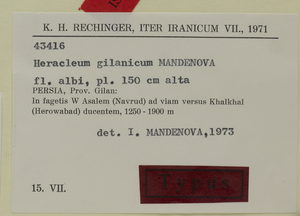 K. H. RECHINGER, ITER IRANICUM VII., 1971
43416
Heracleum gilanicum MANDENOVA
fl. albi, pl. 150 cm alta
PERSIA, Prov. Gilan:
In fagetis W Asalem (Navrud) ad viam versus Khalkhal
(Herowabad) ducentem, 1250 - 1900 m
det. I. MANDENOVA,1973
15. VII.
Typus